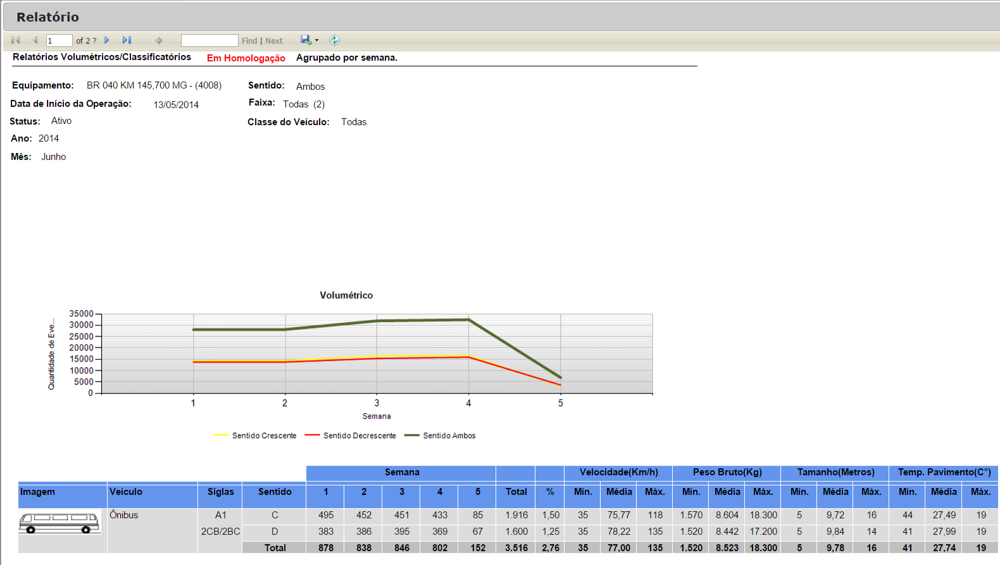 Relatório
1 of 2 ? Find | Next
Relatórios Volumétricos/Classificatórios Em Homologação Agrupado por semana.
Equipamento: BR 040 KM 145,700 MG - (4008) Sentido: Ambos
Data de Início da Operação: 13/05/2014 Faixa: Todas (2)
Status: Ativo Classe do Veículo: Todas
Ano: 2014
Mês: Junho
Volumétrico
Quantidade de Eve...
35000
30000
25000
20000
15000
10000
5000
0
1 2 3 4 5
Semana
Sentido Crescente Sentido Decrescente Sentido Ambos
Semana Velocidade(Km/h) Peso Bruto(Kg) Tamanho(Metros) Temp. Pavimento(C°)
Imagem Veículo Siglas Sentido 1 2 3 4 5 Total % Mín. Média Máx. Mín. Média Máx. Mín. Média Máx. Mín. Média Máx.
Ônibus A1 C 495 452 451 433 85 1.916 1,50 35 75,77 118 1.570 8.604 18.300 5 9,72 16 44 27,49 19
2CB/2BC D 383 386 395 369 67 1.600 1,25 35 78,22 135 1.520 8.442 17.200 5 9,84 14 41 27,99 19
Total 878 838 846 802 152 3.516 2,76 35 77,00 135 1.520 8.523 18.300 5 9,78 16 41 27,74 19